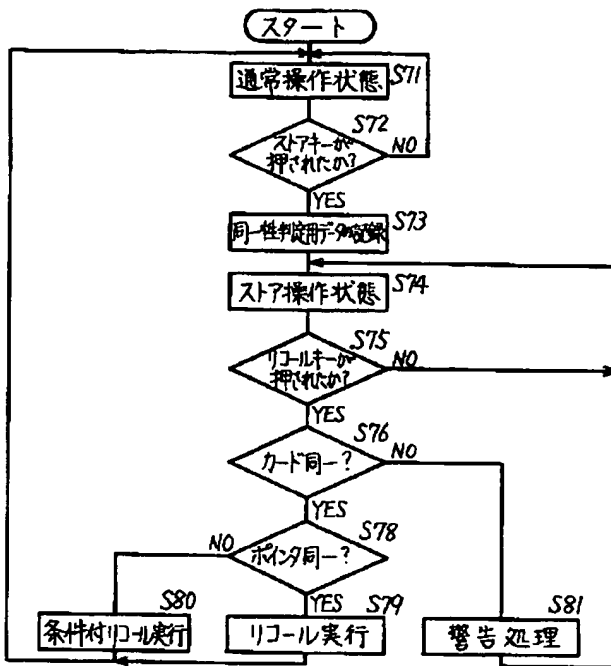 スタート
通常操作状態
S71
S72
ストアキーが
押されたか?
NO
YES
同一性判定用データの記録
S73
ストア操作状態
S74
S75
リコールキーが
押されたか?
NO
YES
S76
カード同一?
NO
YES
S78
ポインタ同一?
NO
YES
S80
条件付リコール実行
S79
リコール実行
S81
警告処理